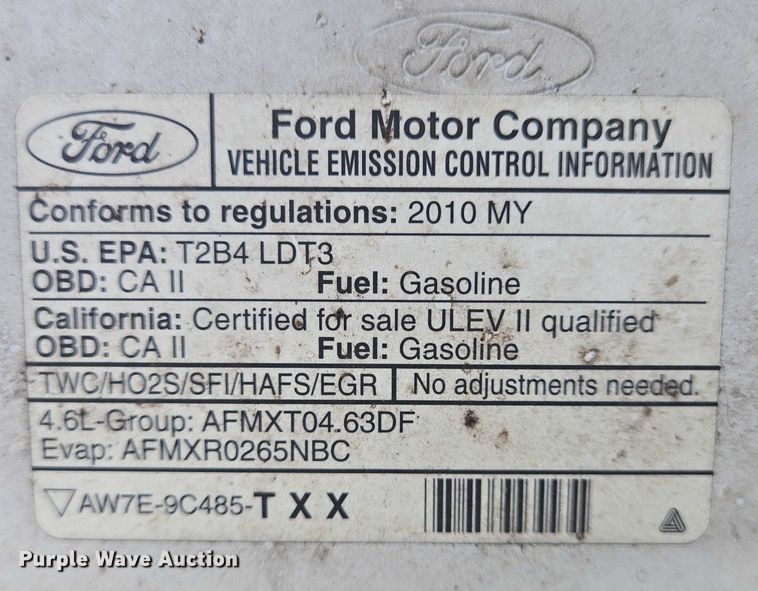 Ford
Ford
Ford Motor Company
VEHICLE EMISSION CONTROL INFORMATION
Conforms to regulations: 2010 MY
U.S. EPA: T2B4 LDT3
OBD: CA II Fuel: Gasoline
California: Certified for sale ULEV II qualified
OBD: CA II Fuel: Gasoline
TWC/HO2S/SFI/HAFS/EGR No adjustments needed.
4.6L-Group: AFMXT04.63DF
Evap: AFMXR0265NBC
AW7E-9C485-T X X
Purple Wave Auction